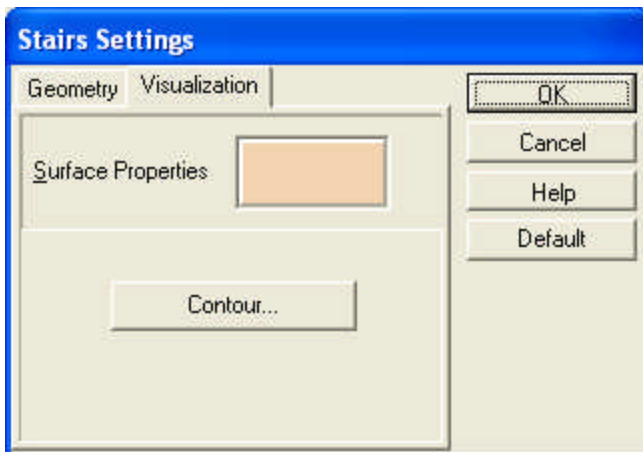 Stairs Settings
Geometry
Visualization
OK
Cancel
Surface Properties
Help
Default
Contour...